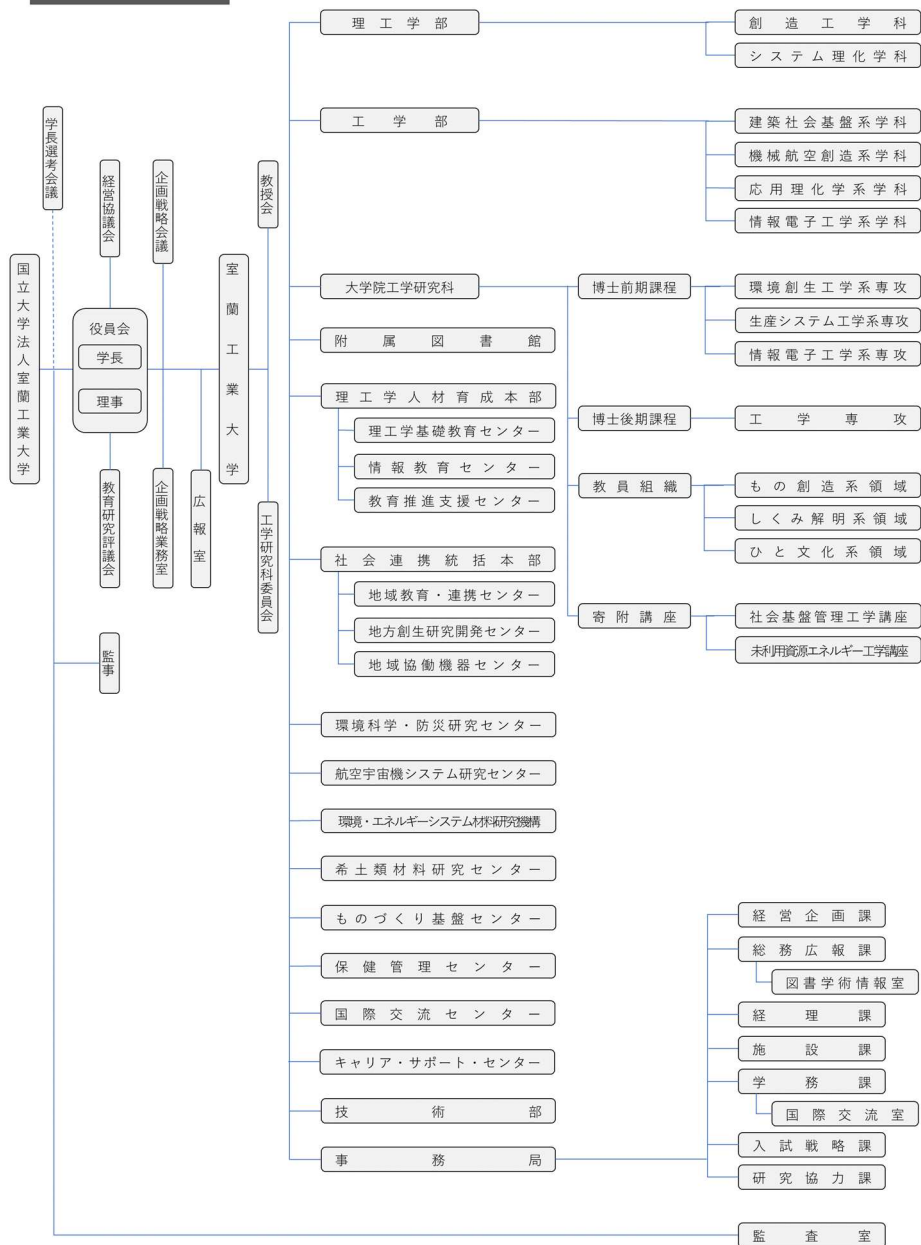 学長選考会議
経営協議会
企画戦略会議
教授会
国立大学法人室蘭工業大学
役員会
学長
理事
室蘭工業大学
教育研究評議会
企画戦略業務室
広報室
工学研究科委員会
監事
理工学部
創造工学科
システム理化学科
工学部
建築社会基盤系学科
機械航空創造系学科
応用理化学系学科
情報電子工学系学科
大学院工学研究科
博士前期課程
環境創生工学系専攻
生産システム工学系専攻
情報電子工学系専攻
博士後期課程
工学専攻
教員組織
もの創造系領域
しくみ解明系領域
ひと文化系領域
寄附講座
社会基盤管理工学講座
未利用資源エネルギー工学講座
附属図書館
理工学人材育成本部
理工学基礎教育センター
情報教育センター
教育推進支援センター
社会連携統括本部
地域教育・連携センター
地方創生研究開発センター
地域協働機器センター
環境科学・防災研究センター
航空宇宙機システム研究センター
環境・エネルギーシステム材料研究機構
希土類材料研究センター
ものづくり基盤センター
保健管理センター
国際交流センター
キャリア・サポート・センター
技術部
事務局
経営企画課
総務広報課
図書学術情報室
経理課
施設課
学務課
国際交流室
入試戦略課
研究協力課
監査室